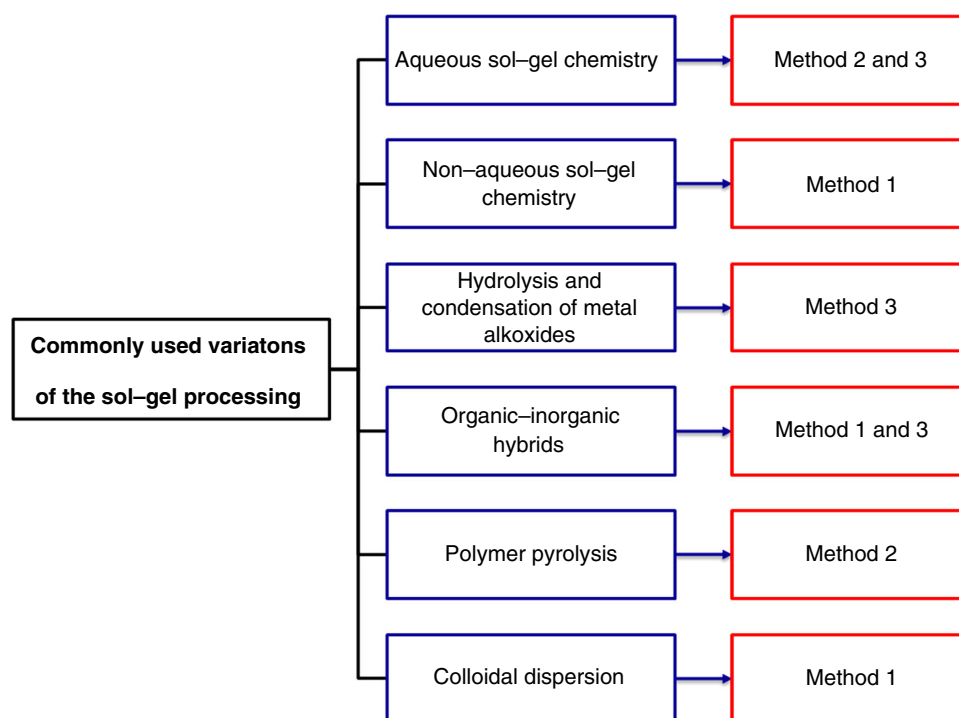 Aqueous sol–gel chemistry
Method 2 and 3
Non–aqueous sol–gel
chemistry
Method 1
Hydrolysis and
condensation of metal
alkoxides
Method 3
Commonly used variatons
of the sol–gel processing
Organic–inorganic
hybrids
Method 1 and 3
Polymer pyrolysis
Method 2
Colloidal dispersion
Method 1